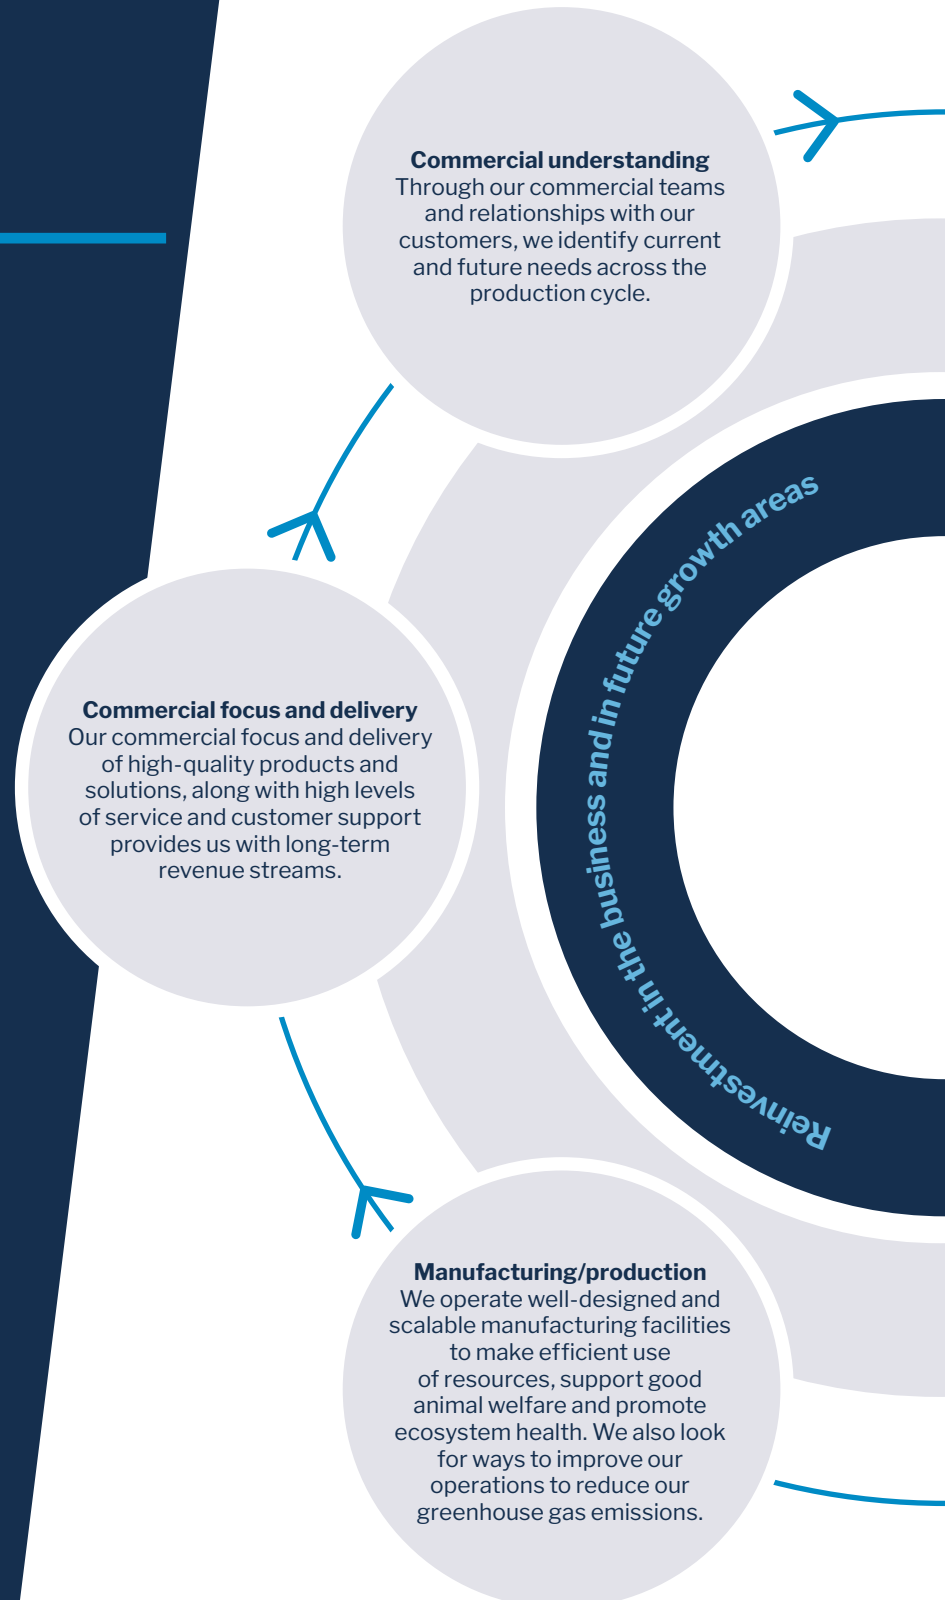 Commercial understanding
Through our commercial teams
and relationships with our
customers, we identify current
and future needs across the
production cycle.
Commercial focus and delivery
Our commercial focus and delivery
of high-quality products and
solutions, along with high levels
of service and customer support
provides us with long-term
revenue streams.
Reinvestment in the business and in future growth areas
Manufacturing/production
We operate well-designed and
scalable manufacturing facilities
to make efficient use
of resources, support good
animal welfare and promote
ecosystem health. We also look
for ways to improve our
operations to reduce our
greenhouse gas emissions.